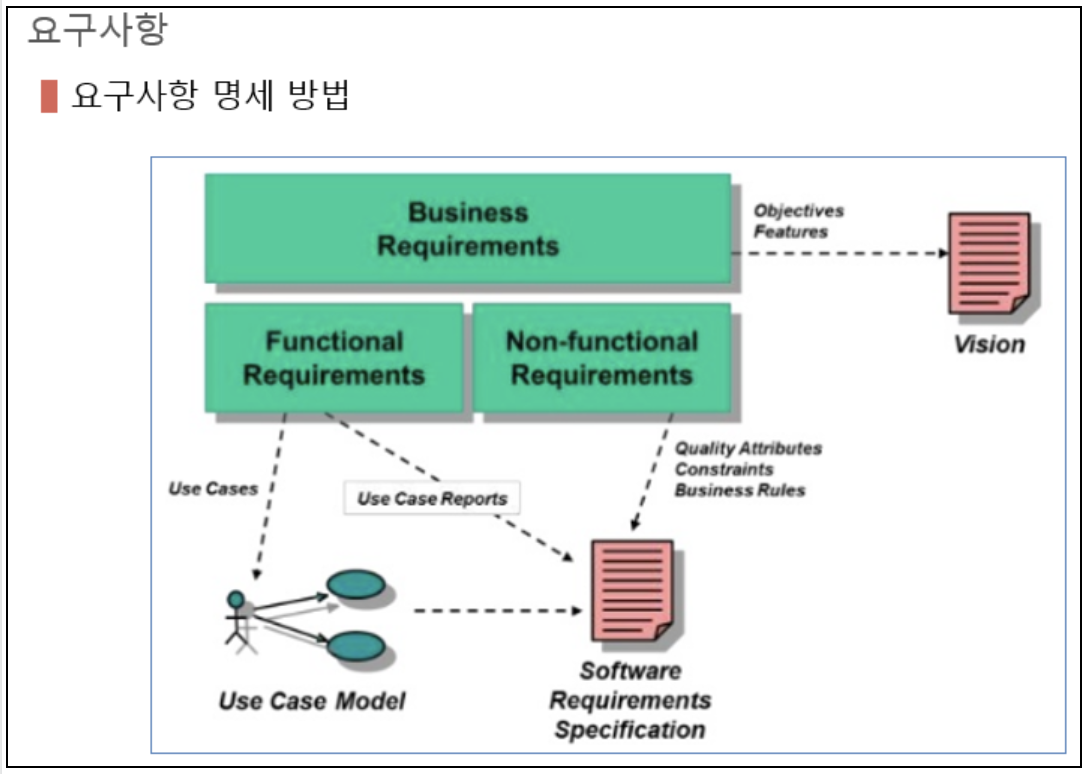 요구사항
요구사항 명세 방법
Business
Requirements
Objectives
Features
Vision
Functional
Requirements
Non-functional
Requirements
Use Cases
Use Case Reports
Quality Attributes
Constraints
Business Rules
Use Case Model
Software
Requirements
Specification